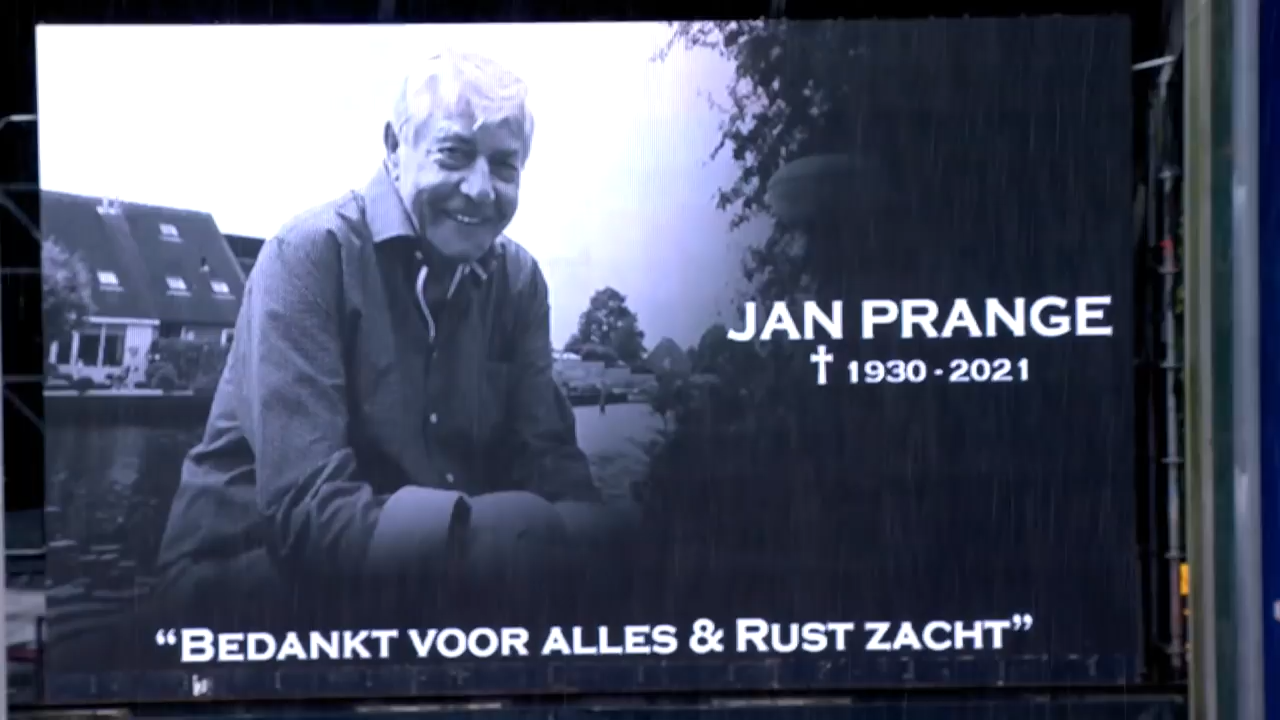 JAN PRANGE
✝ 1930 - 2021
“BEDANKT VOOR ALLES & RUST ZACHT”